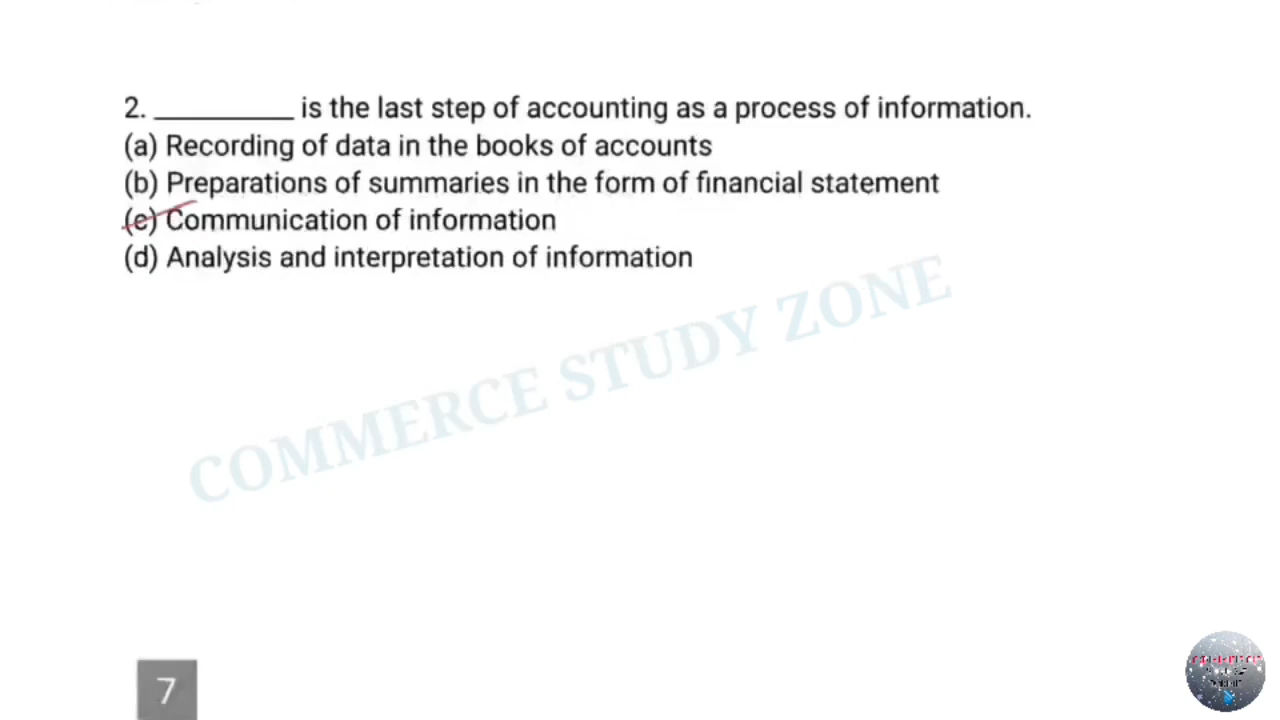 2. __________ is the last step of accounting as a process of information.
(a) Recording of data in the books of accounts
(b) Preparations of summaries in the form of financial statement
(c) Communication of information
(d) Analysis and interpretation of information
COMMERCE STUDY ZONE
7